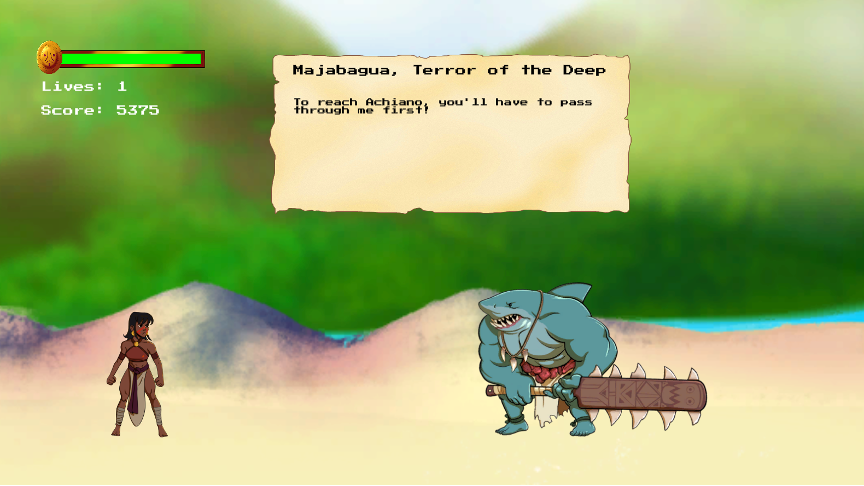 Lives: 1
Score: 5375
Majabagua, Terror of the Deep
To reach Achiano, you'll have to pass
through me first!